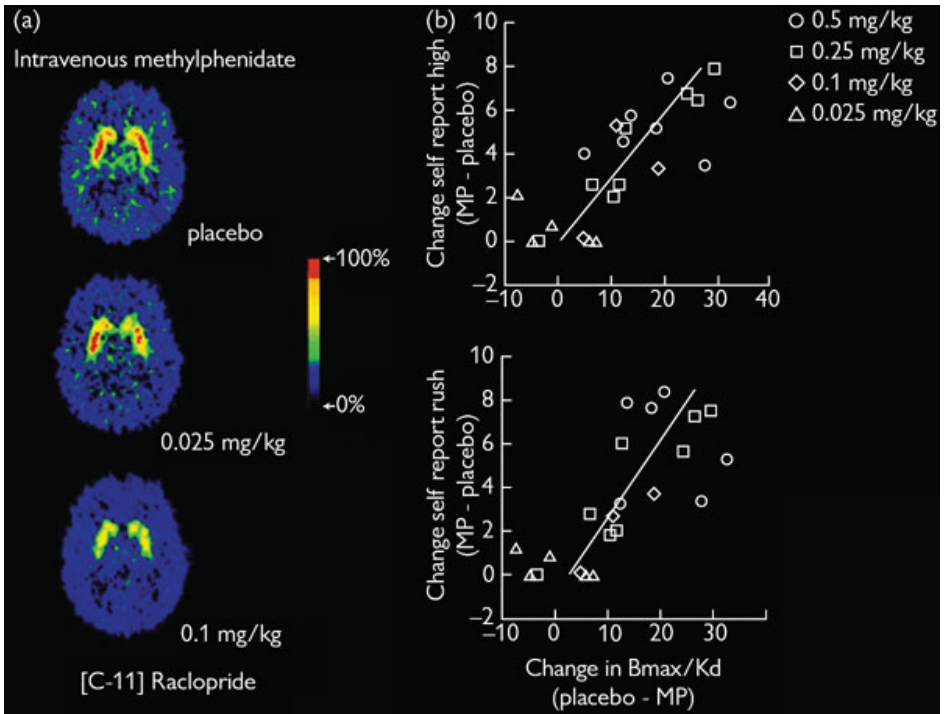 (a)
Intravenous methylphenidate
placebo
100%
0%
0.025 mg/kg
0.1 mg/kg
[C-11] Raclopride
(b)
0.5 mg/kg
0.25 mg/kg
0.1 mg/kg
0.025 mg/kg
Change self report high
(MP - placebo)
10
8
6
4
2
0
−2
−10
0
10
20
30
40
Change self report rush
(MP - placebo)
10
8
6
4
2
0
−2
−10
0
10
20
30
Change in Bmax/Kd
(placebo - MP)